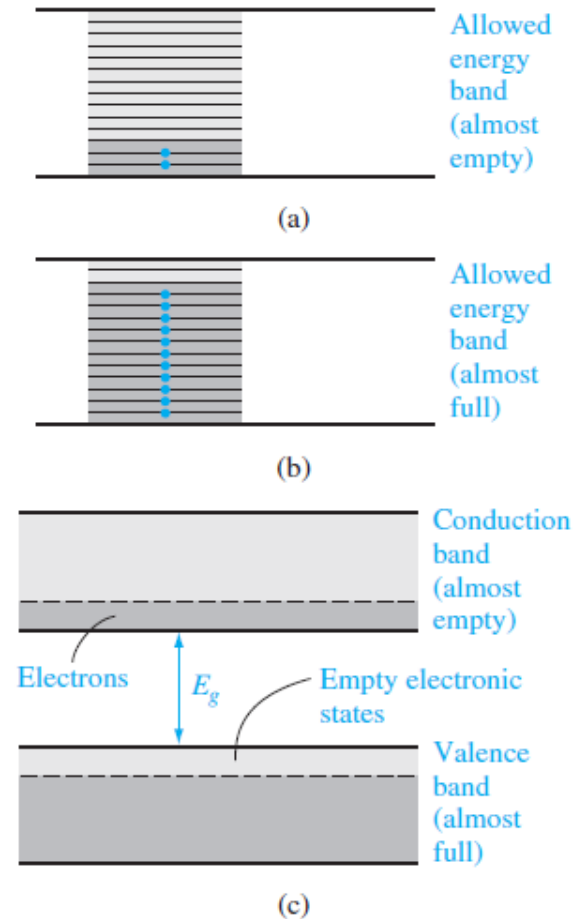 Allowed
energy
band
(almost
empty)
(a)
Allowed
energy
band
(almost
full)
(b)
Conduction
band
(almost
empty)
Electrons
E_g
Empty electronic
states
Valence
band
(almost
full)
(c)